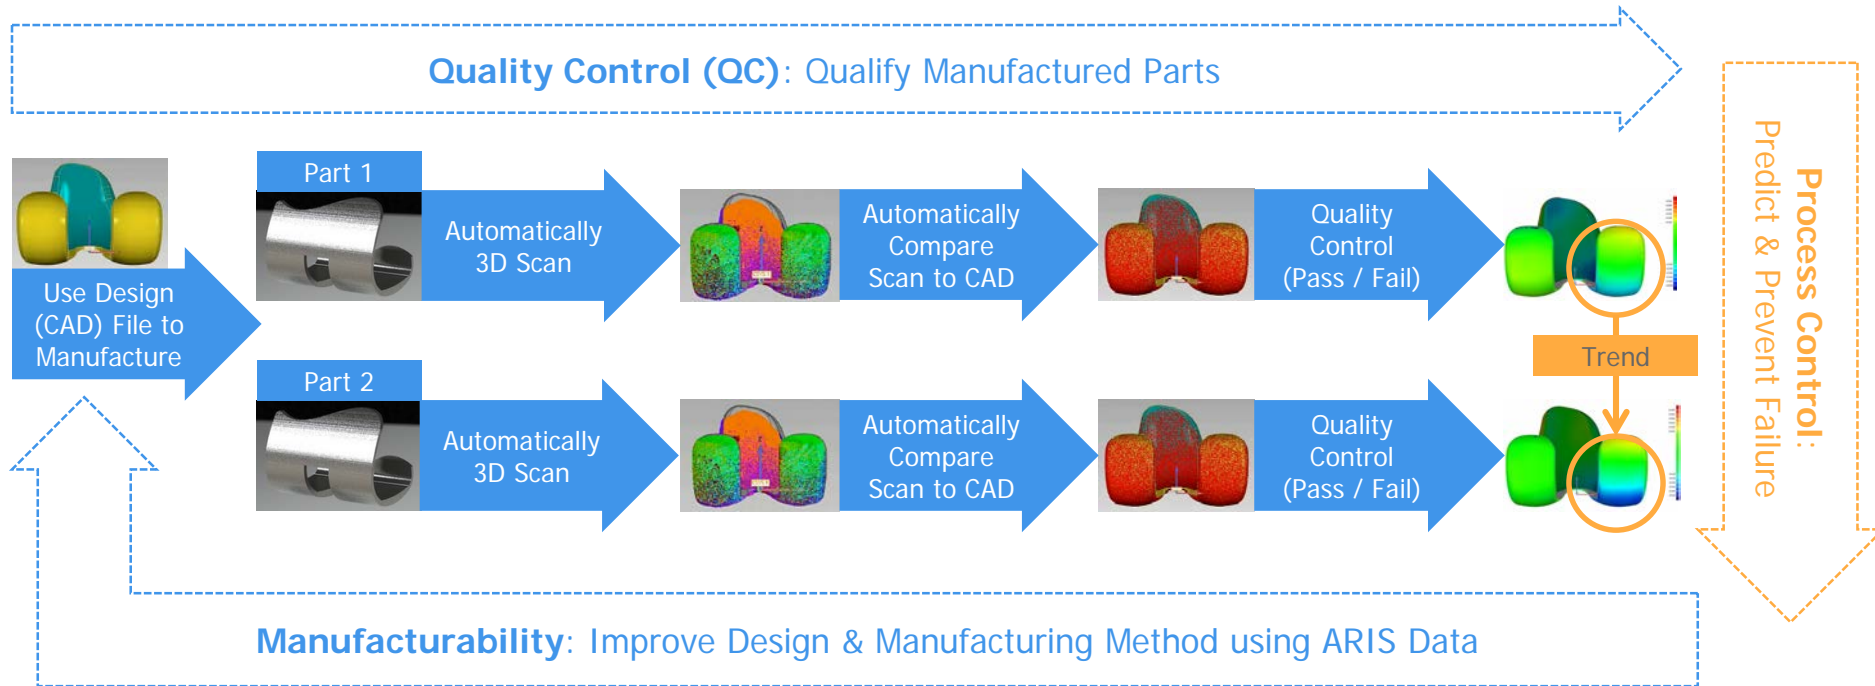 Quality Control (QC): Qualify Manufactured Parts
Process Control:
Predict & Prevent Failure
Use Design
(CAD) File to
Manufacture
Part 1
Automatically
3D Scan
Automatically
Compare
Scan to CAD
Quality
Control
(Pass / Fail)
Trend
Part 2
Automatically
3D Scan
Automatically
Compare
Scan to CAD
Quality
Control
(Pass / Fail)
Manufacturability: Improve Design & Manufacturing Method using ARIS Data